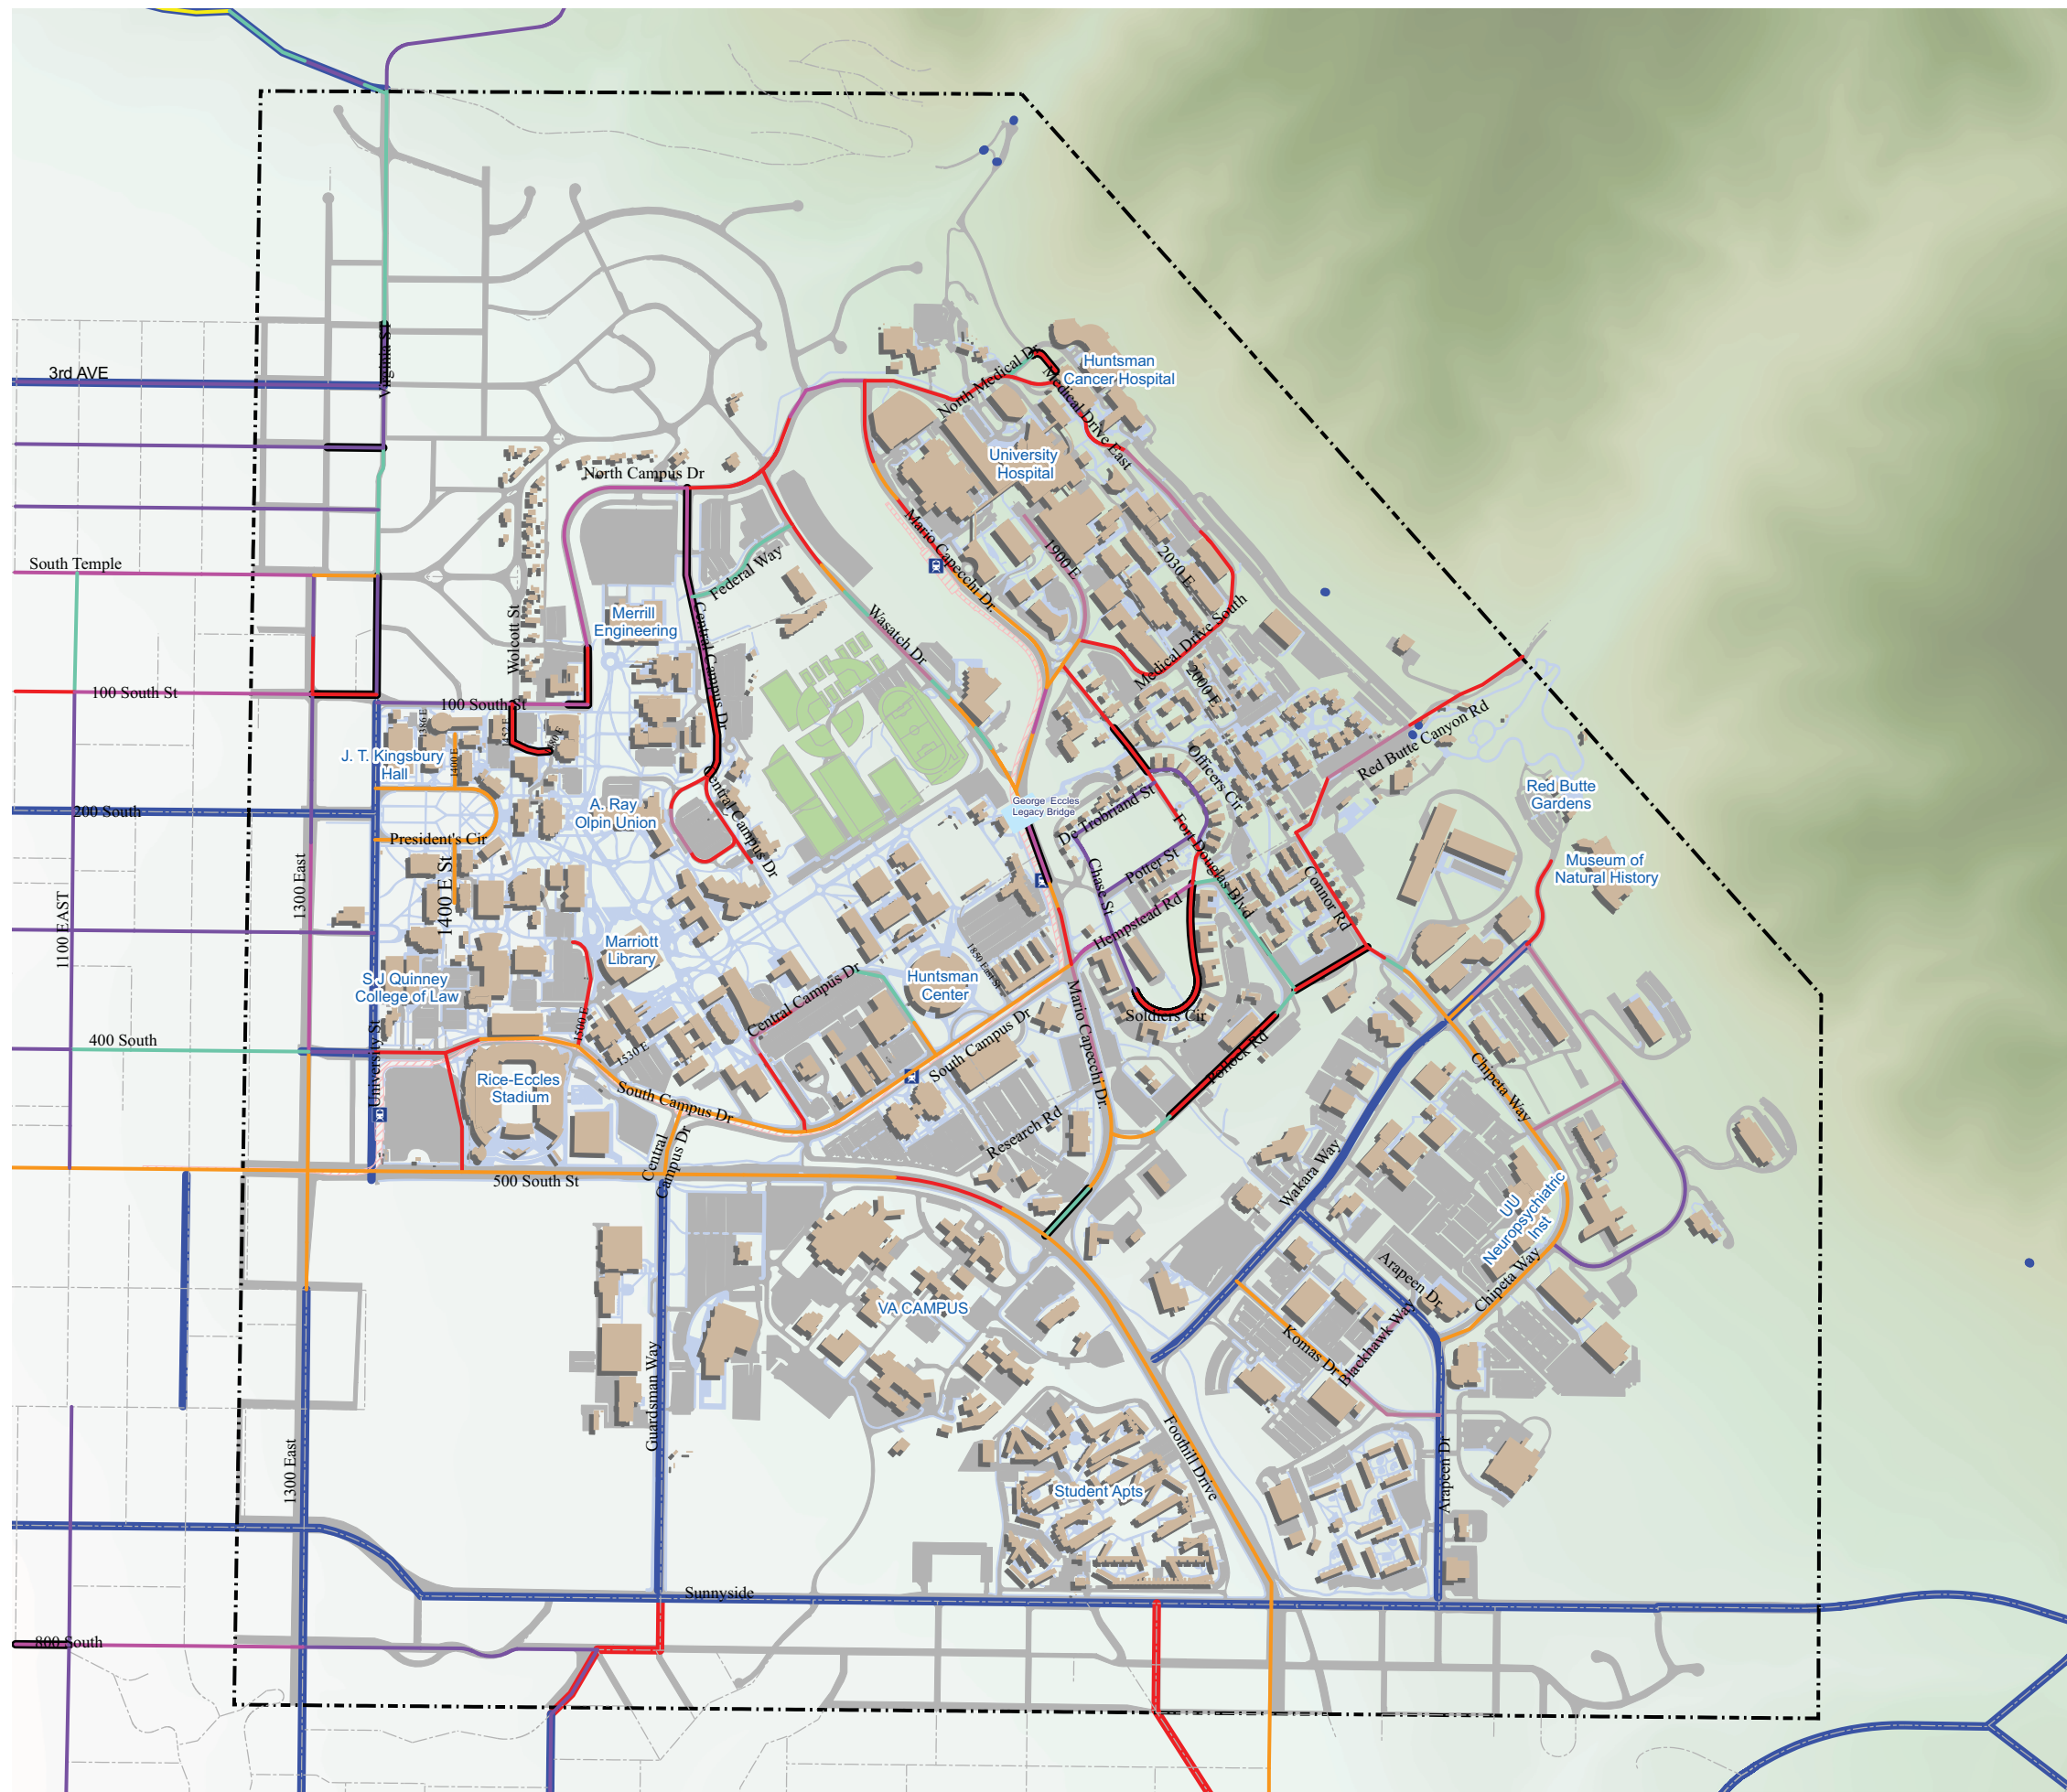 3rd AVE
Virginia ST
Huntsman
Cancer Hospital
North Medical Dr
Medical Drive East
University
Hospital
North Campus Dr
South Temple
Federal Way
Mario Capecchi Dr.
1900 E
2030 E
Merrill
Engineering
Wolcott St
Central Campus Dr
Wasatch Dr
Medical Drive South
2000 E
100 South St
100 South St
1386 E
1400 E
J. T. Kingsbury
Hall
Officers Cir
Red Butte Canyon Rd
Red Butte
Gardens
200 South
A. Ray
Olpin Union
Central Campus Dr
George Eccles
Legacy Bridge
De Trobriand St
Fort Douglas Blvd
President's Cir
1400 E St
1300 East
1100 EAST
Potter St
Chase St
Hempstead Rd
Connor Rd
Museum of
Natural History
Marriott
Library
S J Quinney
College of Law
Huntsman
Center
1850 East St
Central Campus Dr
Soldiers Cir
Mario Capecchi Dr.
400 South
University St
1500 E
1530 E
South Campus Dr
Pollock Rd
Rice-Eccles
Stadium
South Campus Dr
Chipeta Way
Central
Campus Dr
Research Rd
Wakara Way
500 South St
UU
Neuropsychiatric
Inst
VA CAMPUS
Arapeen Dr
Chipeta Way
Komas Dr
Blackhawk Way
Guardsman Way
1300 East
Foothill Drive
Arapeen Dr
Student Apts
Sunnyside
800 South